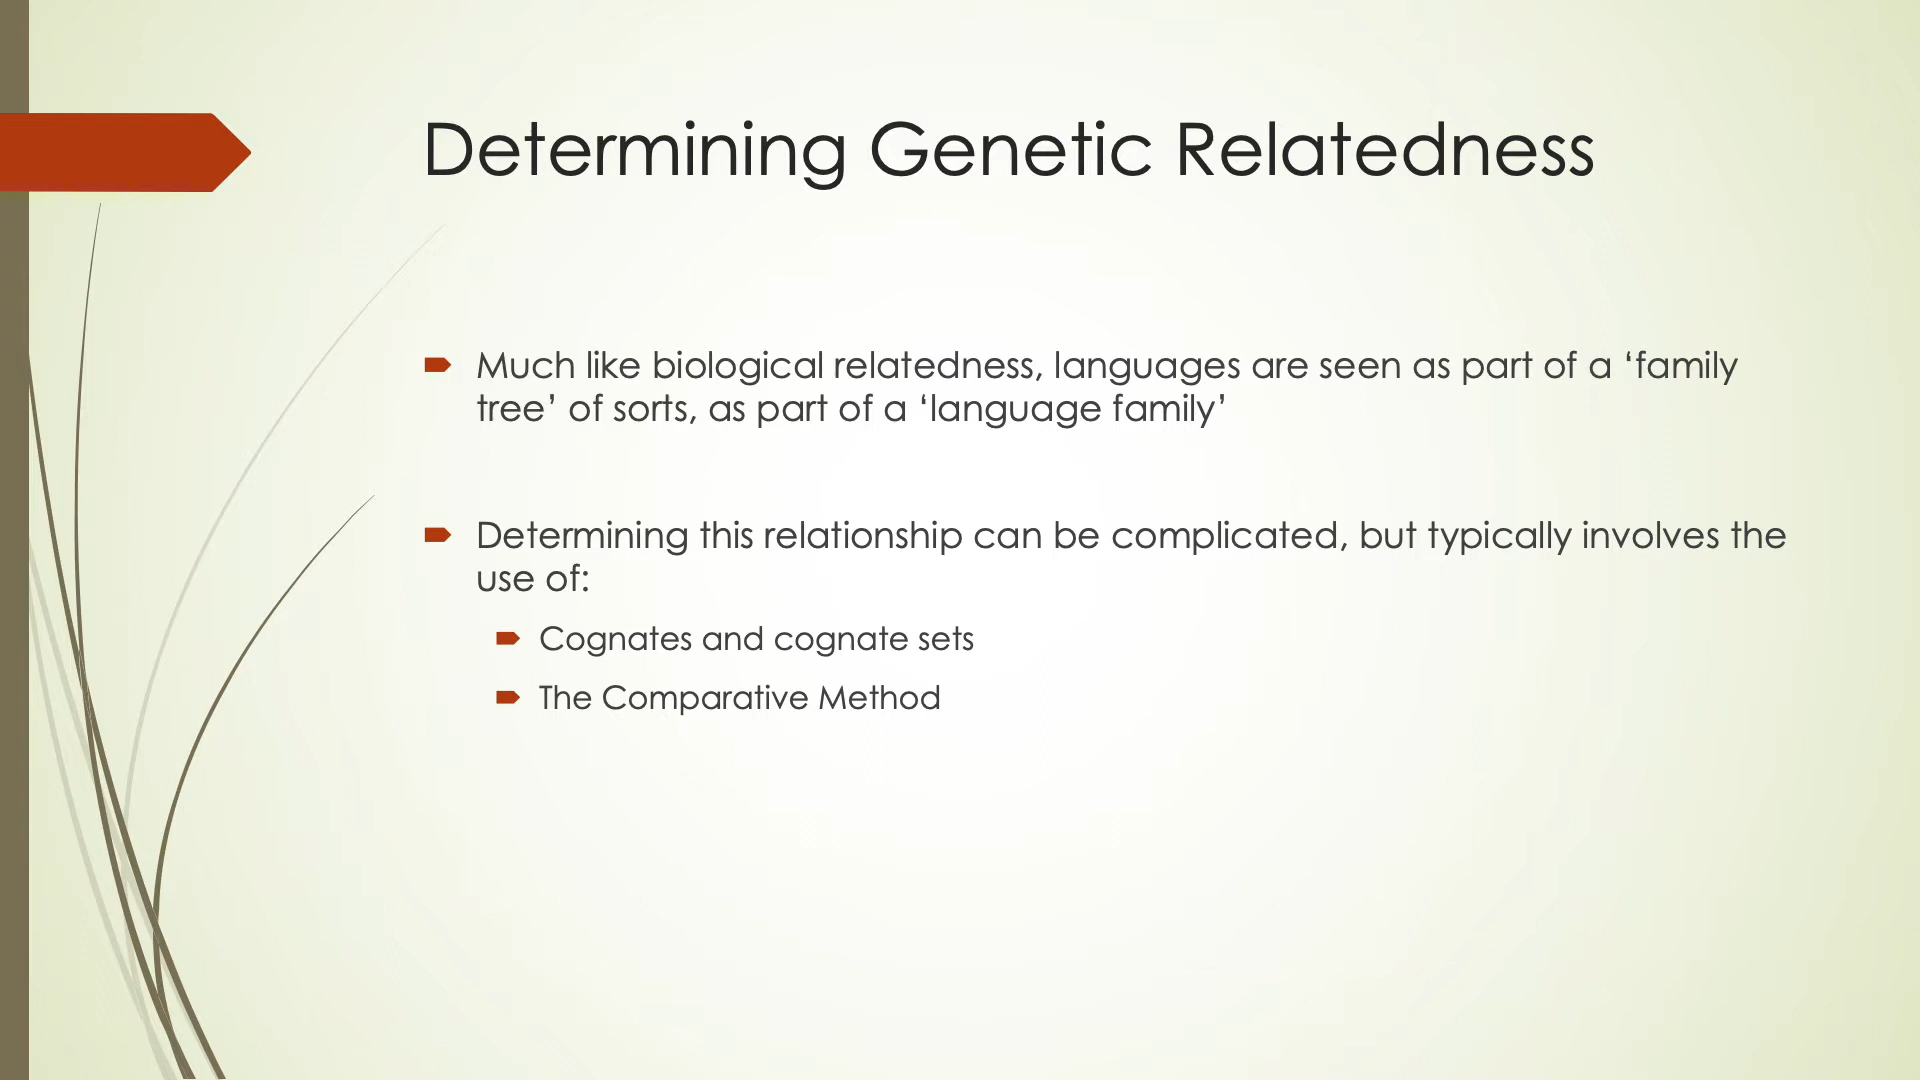 Determining Genetic Relatedness
Much like biological relatedness, languages are seen as part of a ‘family
tree’ of sorts, as part of a ‘language family’
Determining this relationship can be complicated, but typically involves the
use of:
Cognates and cognate sets
The Comparative Method